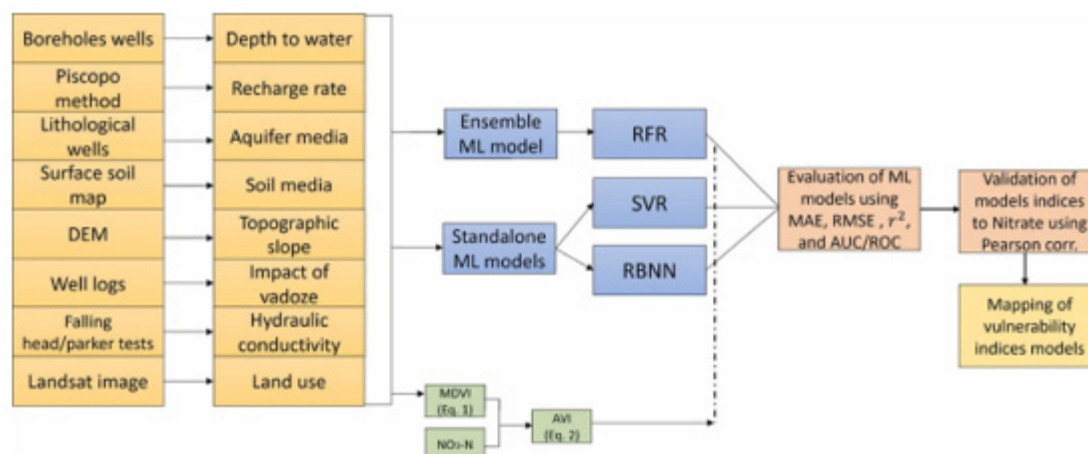 Boreholes wells
Depth to water
Piscopo
method
Recharge rate
Lithological
wells
Aquifer media
Surface soil
map
Soil media
DEM
Topographic
slope
Well logs
Impact of
vadoze
Falling
head/parker tests
Hydraulic
conductivity
Landsat image
Land use
Ensemble
ML model
RFR
Standalone
ML models
SVR
RBNN
MDVI
(Eq. 1)
NO₃-N
AVI
(Eq. 2)
Evaluation of ML
models using
MAE, RMSE , r²,
and AUC/ROC
Validation of
models indices
to Nitrate using
Pearson corr.
Mapping of
vulnerability
indices models